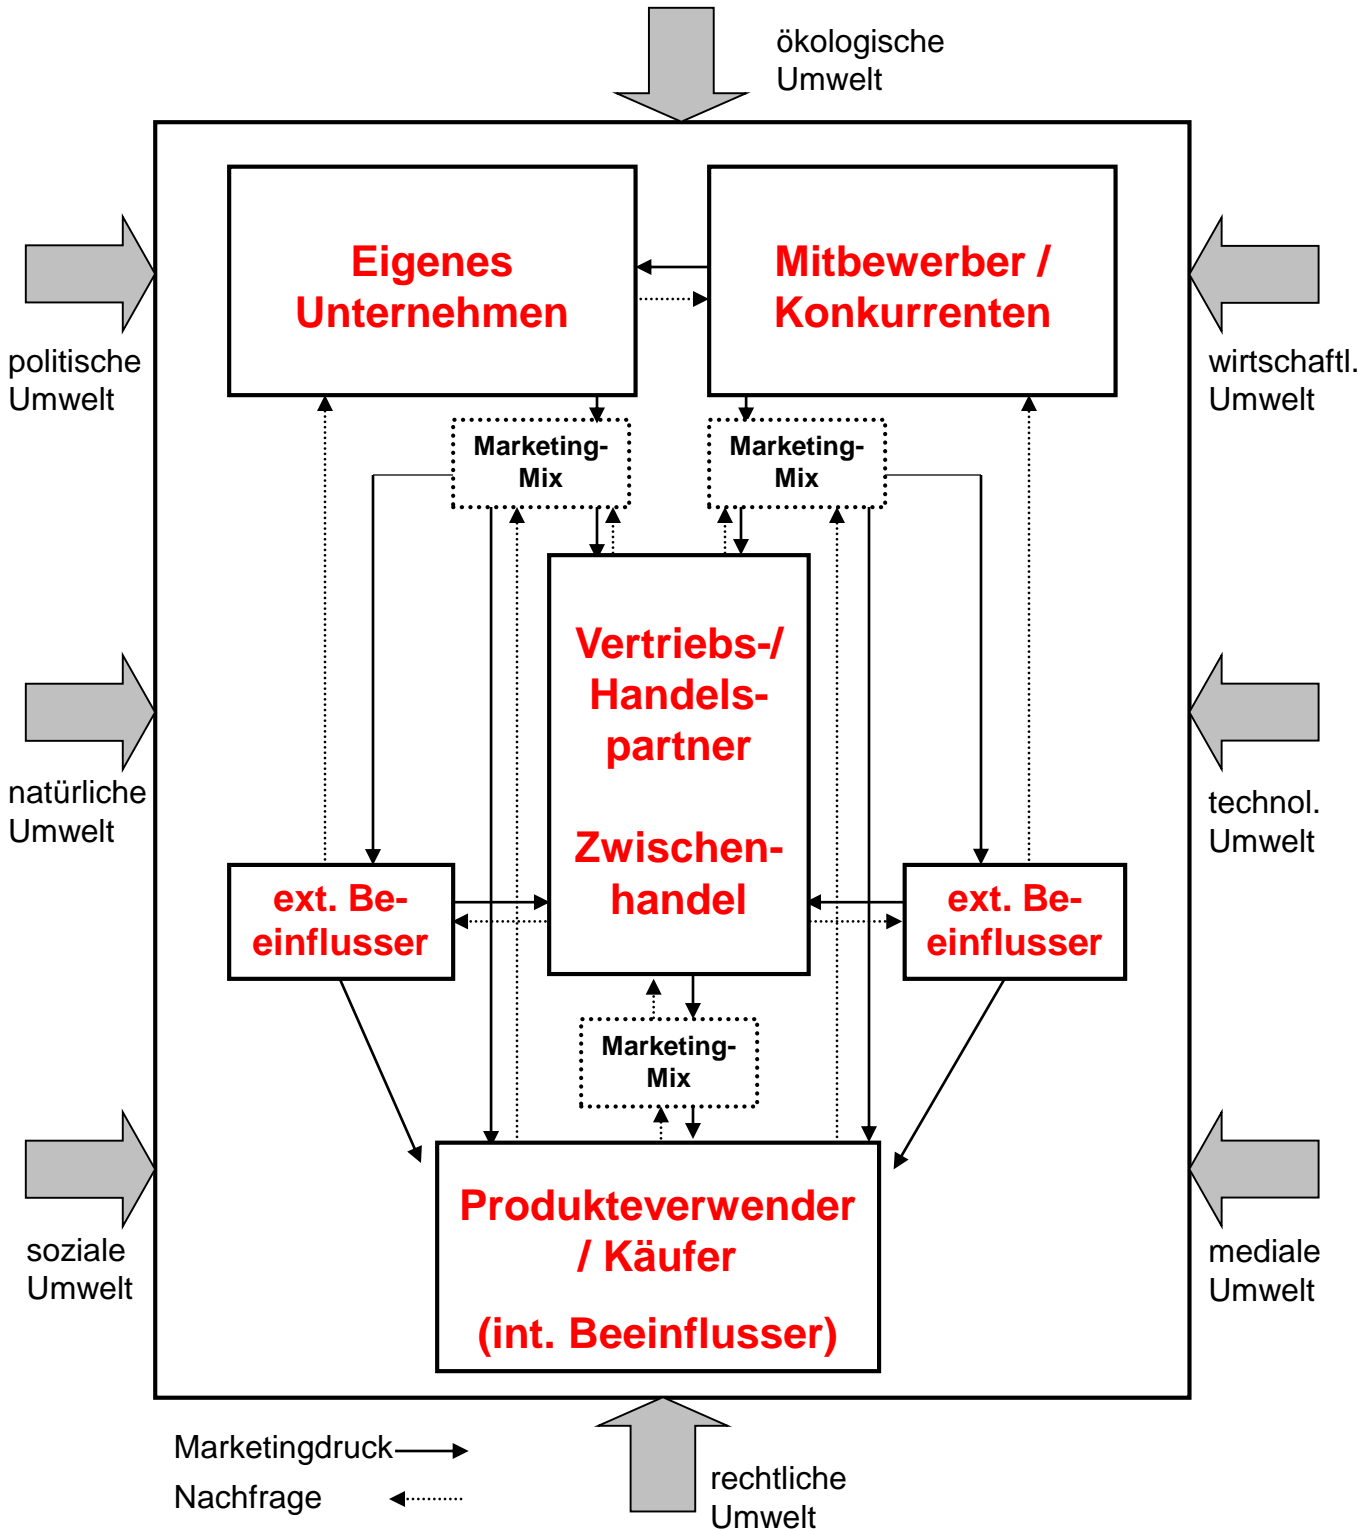 ökologische
Umwelt
Eigenes
Unternehmen
Mitbewerber /
Konkurrenten
politische
Umwelt
wirtschaftl.
Umwelt
Marketing-
Mix
Marketing-
Mix
Vertriebs-/
Handels-
partner
Zwischen-
handel
natürliche
Umwelt
technol.
Umwelt
ext. Be-
einflusser
ext. Be-
einflusser
Marketing-
Mix
Produkteverwender
/ Käufer
(int. Beeinflusser)
soziale
Umwelt
mediale
Umwelt
Marketingdruck
Nachfrage
rechtliche
Umwelt